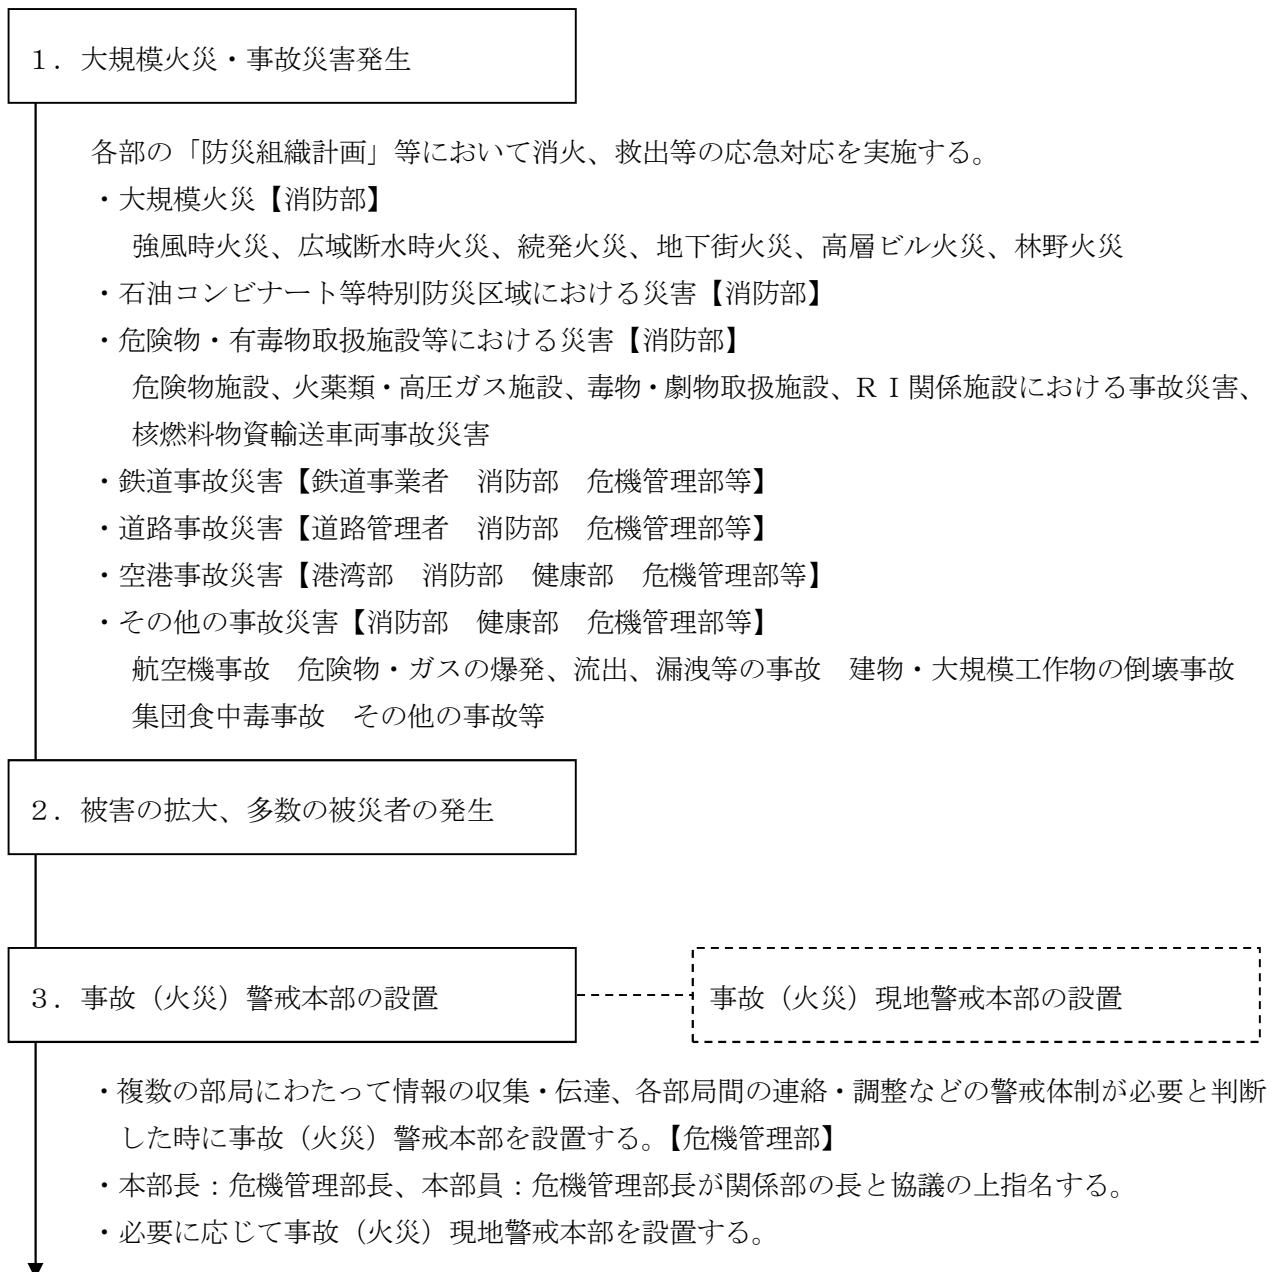 １．大規模火災・事故災害発生
各部の「防災組織計画」等において消火、救出等の応急対応を実施する。
・大規模火災【消防部】
強風時火災、広域断水時火災、続発火災、地下街火災、高層ビル火災、林野火災
・石油コンビナート等特別防災区域における災害【消防部】
・危険物・有毒物取扱施設等における災害【消防部】
危険物施設、火薬類・高圧ガス施設、毒物・劇物取扱施設、ＲＩ関係施設における事故災害、
核燃料物資輸送車両事故災害
・鉄道事故災害【鉄道事業者　消防部　危機管理部等】
・道路事故災害【道路管理者　消防部　危機管理部等】
・空港事故災害【港湾部　消防部　健康部　危機管理部等】
・その他の事故災害【消防部　健康部　危機管理部等】
航空機事故　危険物・ガスの爆発、流出、漏洩等の事故　建物・大規模工作物の倒壊事故
集団食中毒事故　その他の事故等
２．被害の拡大、多数の被災者の発生
３．事故（火災）警戒本部の設置
事故（火災）現地警戒本部の設置
・複数の部局にわたって情報の収集・伝達、各部局間の連絡・調整などの警戒体制が必要と判断
した時に事故（火災）警戒本部を設置する。【危機管理部】
・本部長：危機管理部長、本部員：危機管理部長が関係部の長と協議の上指名する。
・必要に応じて事故（火災）現地警戒本部を設置する。